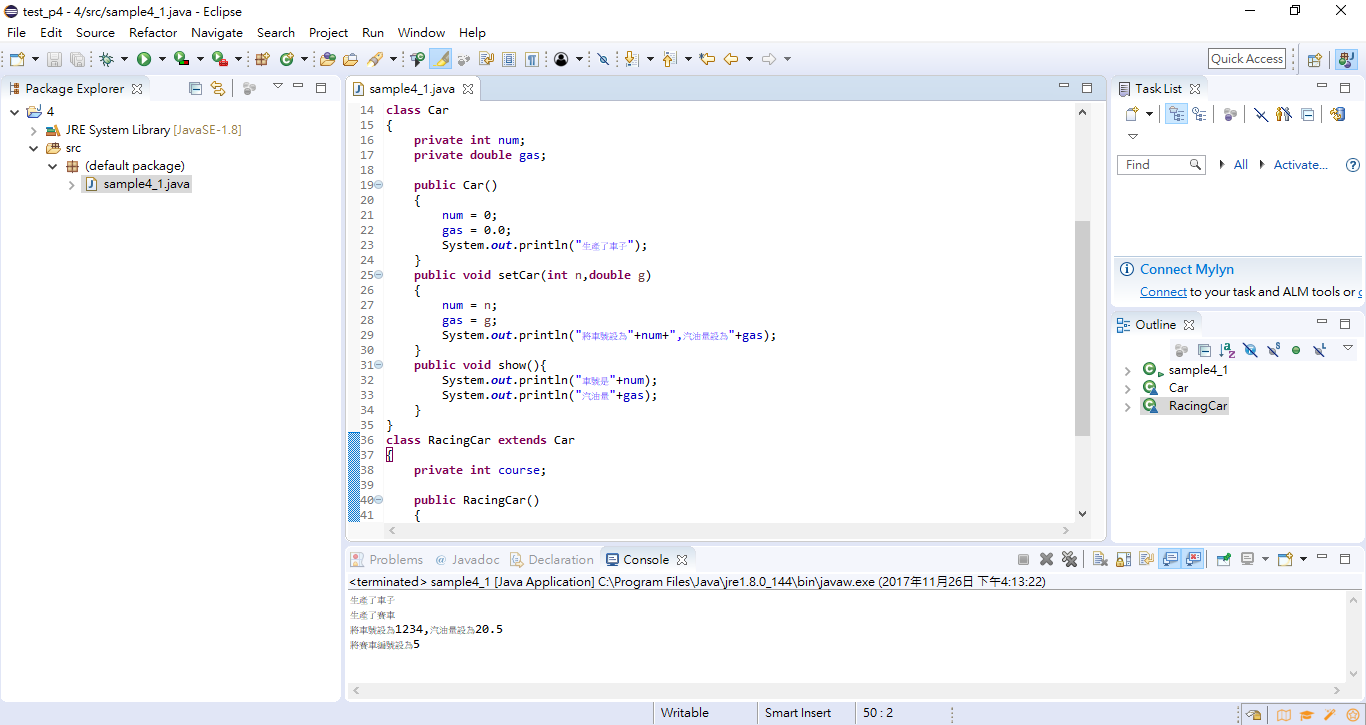 test_p4 - 4/src/sample4_1.java - Eclipse
File Edit Source Refactor Navigate Search Project Run Window Help
Quick Access
Package Explorer
4
JRE System Library [JavaSE-1.8]
src
(default package)
sample4_1.java
sample4_1.java
14 class Car
15 {
16 private int num;
17 private double gas;
18
19 public Car()
20 {
21 num = 0;
22 gas = 0.0;
23 System.out.println("生產了車子");
24 }
25 public void setCar(int n,double g)
26 {
27 num = n;
28 gas = g;
29 System.out.println("將車號設為"+num+",汽油量設為"+gas);
30 }
31 public void show(){
32 System.out.println("車號是"+num);
33 System.out.println("汽油量"+gas);
34 }
35 }
36 class RacingCar extends Car
37 {
38 private int course;
39
40 public RacingCar()
41 {
Task List
Find All Activate...
Connect Mylyn
Connect to your task and ALM tools or
Outline
sample4_1
Car
RacingCar
Problems @ Javadoc Declaration Console
<terminated> sample4_1 [Java Application] C:\Program Files\Java\jre1.8.0_144\bin\javaw.exe (2017年11月26日 下午4:13:22)
生產了車子
生產了賽車
將車號設為1234,汽油量設為20.5
將賽車編號設為5
Writable Smart Insert 50 : 2